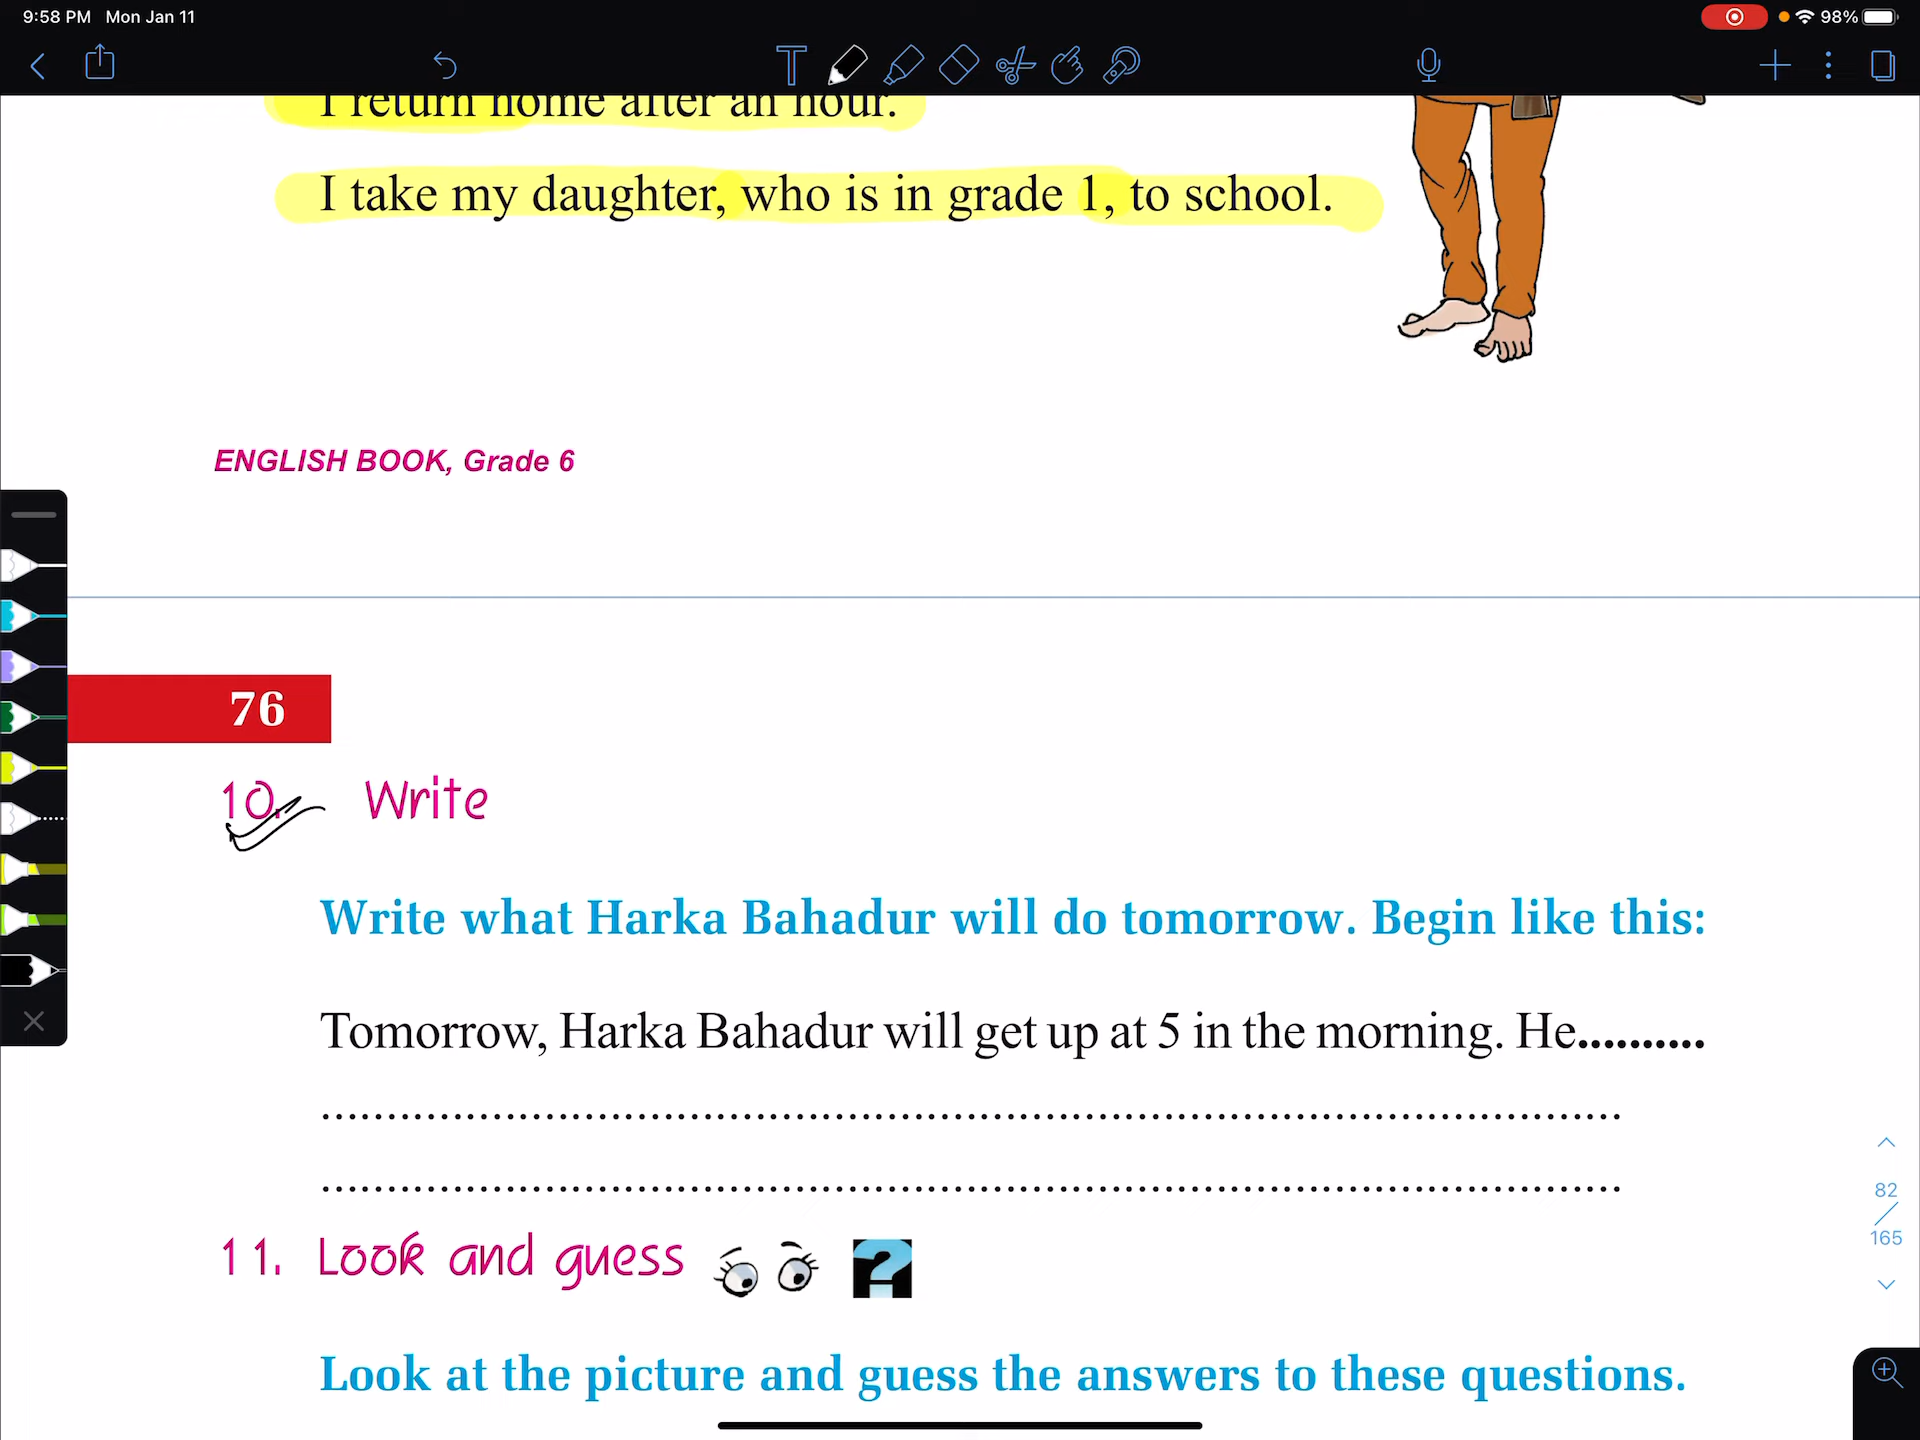 9:58 PM Mon Jan 11
98%
I return home after an hour.
I take my daughter, who is in grade 1, to school.
ENGLISH BOOK, Grade 6
76
10. Write
Write what Harka Bahadur will do tomorrow. Begin like this:
Tomorrow, Harka Bahadur will get up at 5 in the morning. He..........
....................................................................................
....................................................................................
82
/
165
11. Look and guess ?
Look at the picture and guess the answers to these questions.